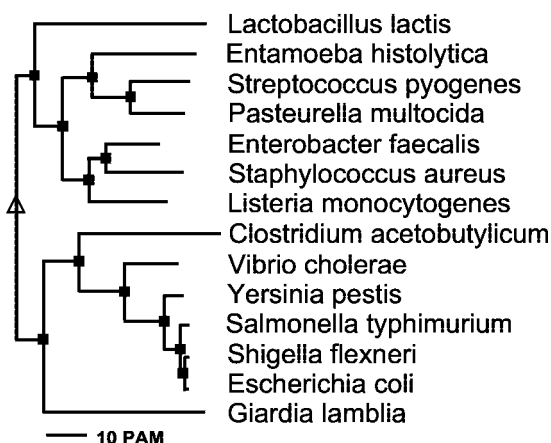 Lactobacillus lactis
Entamoeba histolytica
Streptococcus pyogenes
Pasteurella multocida
Enterobacter faecalis
Staphylococcus aureus
Listeria monocytogenes
Clostridium acetobutylicum
Vibrio cholerae
Yersinia pestis
Salmonella typhimurium
Shigella flexneri
Escherichia coli
Giardia lamblia
10 PAM